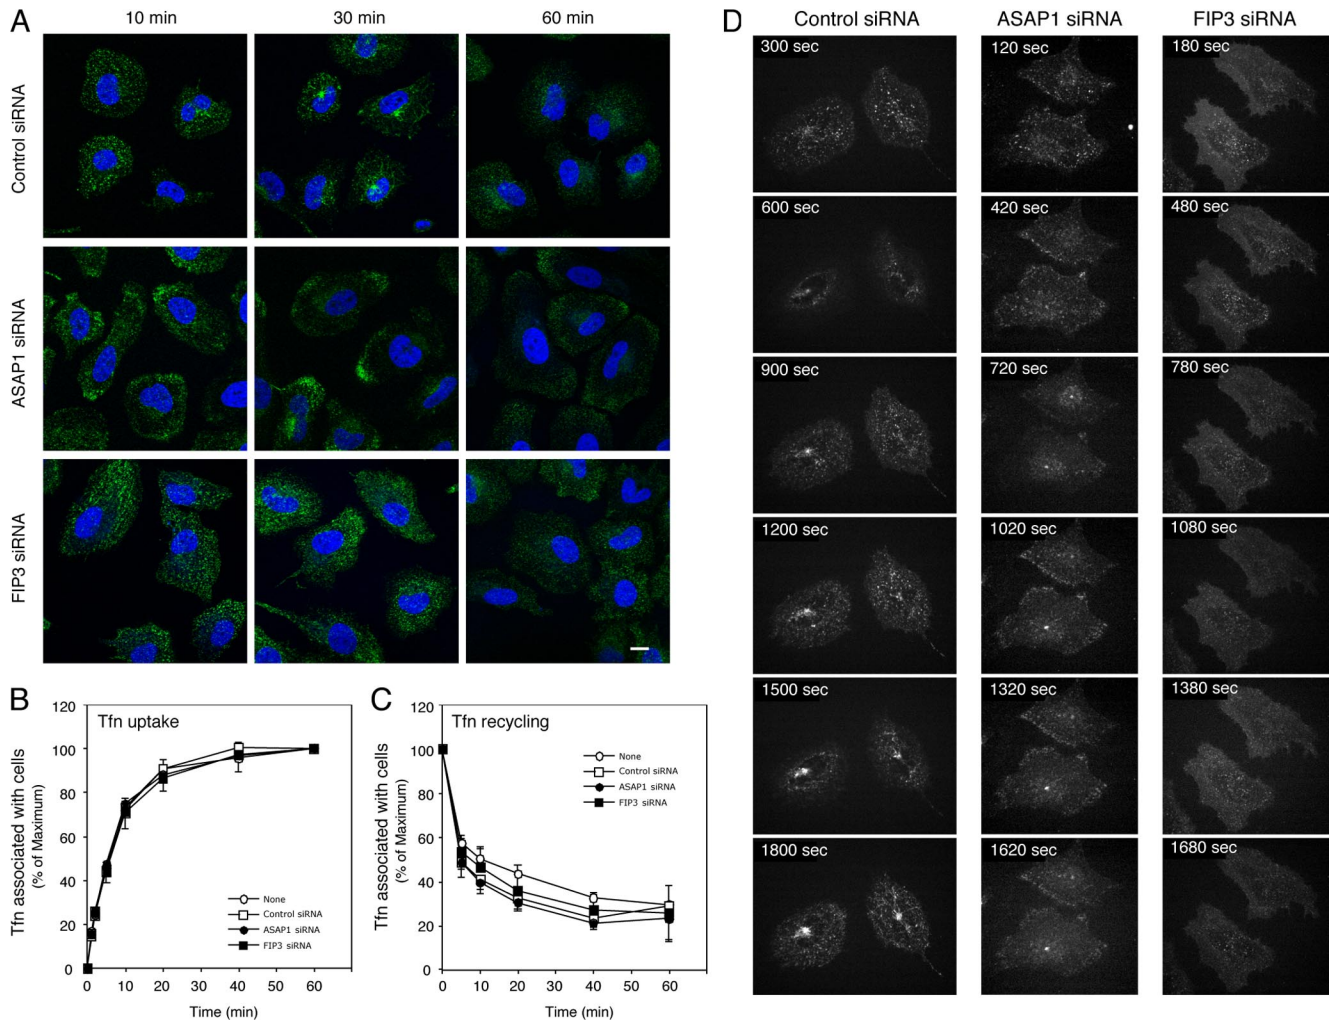 A
10 min
30 min
60 min
Control siRNA
ASAP1 siRNA
FIP3 siRNA
B
Tfn uptake
Tfn associated with cells
(% of Maximum)
120
100
80
60
40
20
0
None
Control siRNA
ASAP1 siRNA
FIP3 siRNA
0
10
20
30
40
50
60
Time (min)
C
Tfn recycling
Tfn associated with cells
(% of Maximum)
120
100
80
60
40
20
0
None
Control siRNA
ASAP1 siRNA
FIP3 siRNA
0
10
20
30
40
50
60
Time (min)
D
Control siRNA
ASAP1 siRNA
FIP3 siRNA
300 sec
120 sec
180 sec
600 sec
420 sec
480 sec
900 sec
720 sec
780 sec
1200 sec
1020 sec
1080 sec
1500 sec
1320 sec
1380 sec
1800 sec
1620 sec
1680 sec